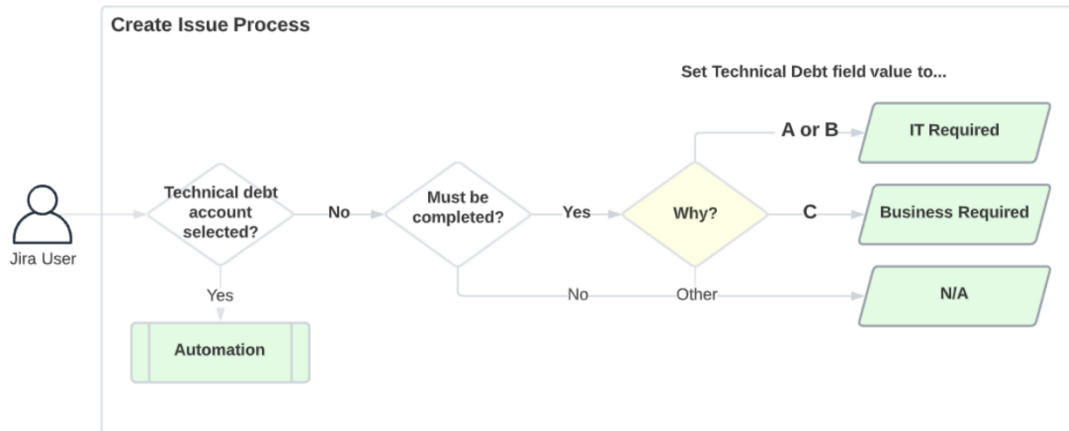 Create Issue Process
Set Technical Debt field value to...
A or B
IT Required
Technical debt
account
selected?
No
Must be
completed?
Yes
Why?
C
Business Required
Jira User
Yes
No
Other
N/A
Automation